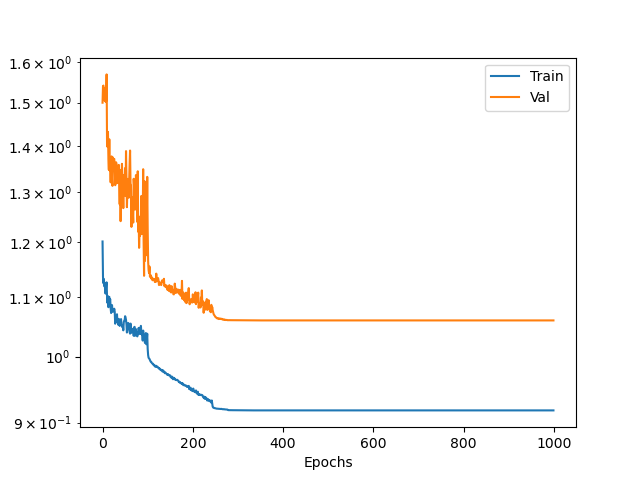 1.6 × 10⁰
1.5 × 10⁰
1.4 × 10⁰
1.3 × 10⁰
1.2 × 10⁰
1.1 × 10⁰
10⁰
9 × 10⁻¹
Train
Val
0 200 400 600 800 1000
Epochs